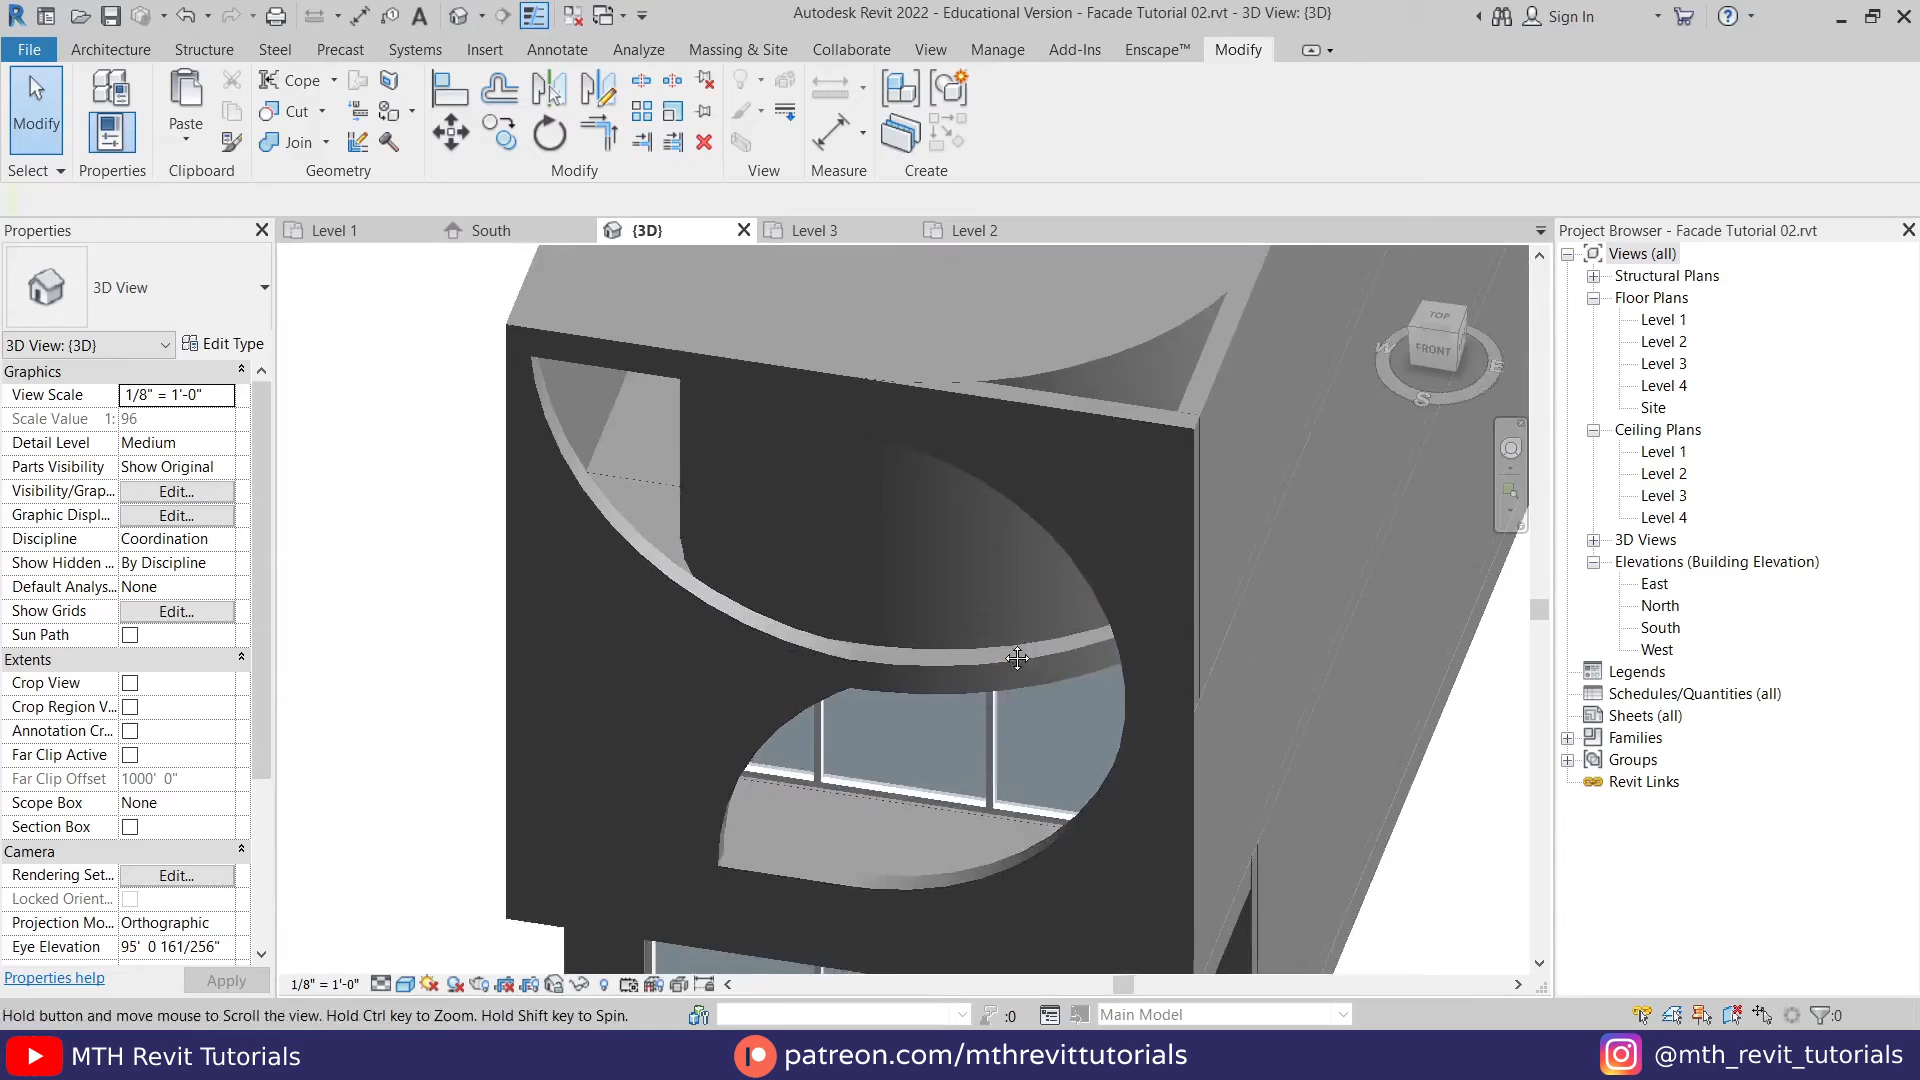 Autodesk Revit 2022 - Educational Version - Facade Tutorial 02.rvt - 3D View: {3D}
Sign In
File Architecture Structure Steel Precast Systems Insert Annotate Analyze Massing & Site Collaborate View Manage Add-Ins Enscape™ Modify
Modify
Paste
Cope
Cut
Join
Select Properties Clipboard Geometry Modify View Measure Create
Properties
Level 1 South {3D} Level 3 Level 2
Project Browser - Facade Tutorial 02.rvt
3D View
3D View: {3D} Edit Type
Graphics
View Scale 1/8" = 1'-0"
Scale Value 1: 96
Detail Level Medium
Parts Visibility Show Original
Visibility/Grap... Edit...
Graphic Displ... Edit...
Discipline Coordination
Show Hidden ... By Discipline
Default Analys... None
Show Grids Edit...
Sun Path
Extents
Crop View
Crop Region V...
Annotation Cr...
Far Clip Active
Far Clip Offset 1000' 0"
Scope Box None
Section Box
Camera
Rendering Set... Edit...
Locked Orient...
Projection Mo... Orthographic
Eye Elevation 95' 0 161/256"
Properties help Apply
TOP
FRONT
W
E
S
Views (all)
Structural Plans
Floor Plans
Level 1
Level 2
Level 3
Level 4
Site
Ceiling Plans
Level 1
Level 2
Level 3
Level 4
3D Views
Elevations (Building Elevation)
East
North
South
West
Legends
Schedules/Quantities (all)
Sheets (all)
Families
Groups
Revit Links
1/8" = 1'-0"
Hold button and move mouse to Scroll the view. Hold Ctrl key to Zoom. Hold Shift key to Spin.
:0
Main Model
:0
MTH Revit Tutorials
patreon.com/mthrevittutorials
@mth_revit_tutorials